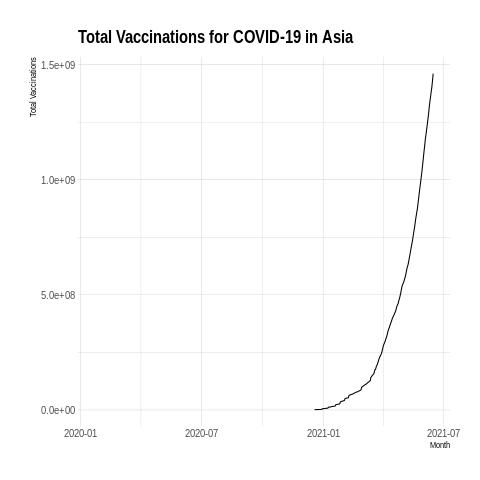 Total Vaccinations for COVID-19 in Asia
Total Vaccinations
1.5e+09
1.0e+09
5.0e+08
0.0e+00
2020-01 2020-07 2021-01 2021-07
Month